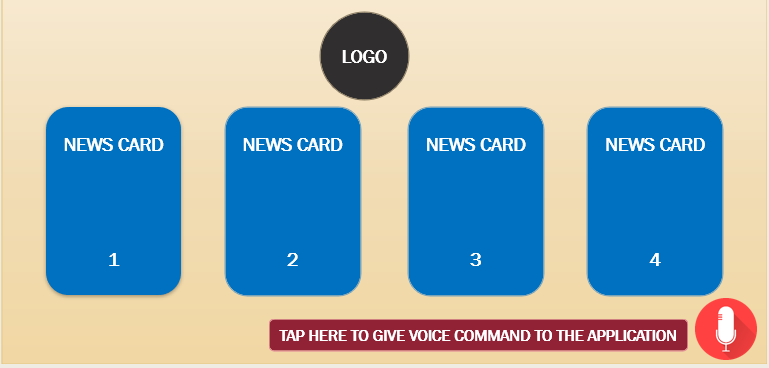 LOGO
NEWS CARD
1
NEWS CARD
2
NEWS CARD
3
NEWS CARD
4
TAP HERE TO GIVE VOICE COMMAND TO THE APPLICATION